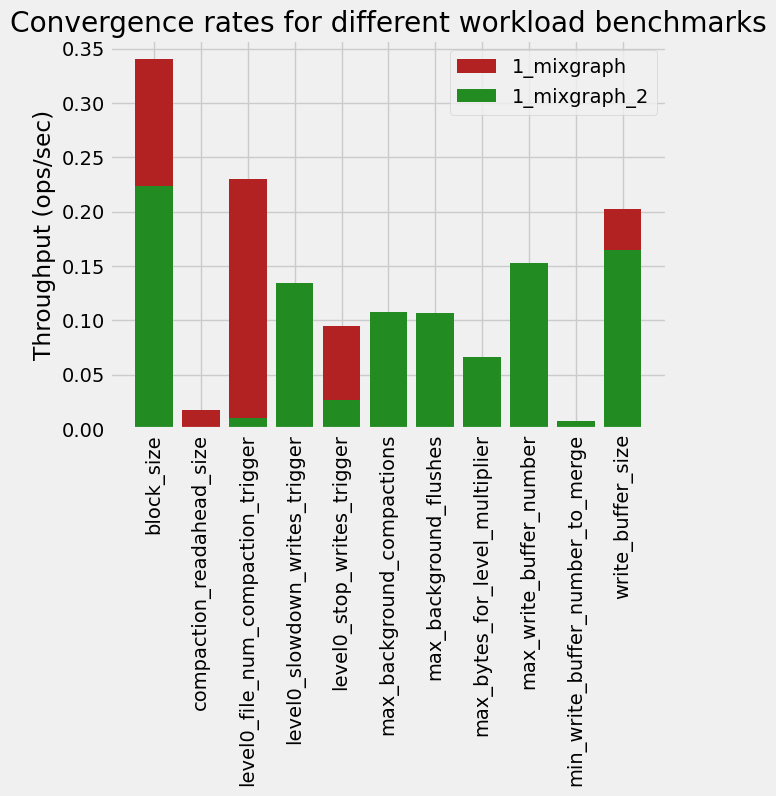 Convergence rates for different workload benchmarks
Throughput (ops/sec)
0.35
0.30
0.25
0.20
0.15
0.10
0.05
0.00
1_mixgraph
1_mixgraph_2
block_size
compaction_readahead_size
level0_file_num_compaction_trigger
level0_slowdown_writes_trigger
level0_stop_writes_trigger
max_background_compactions
max_background_flushes
max_bytes_for_level_multiplier
max_write_buffer_number
min_write_buffer_number_to_merge
write_buffer_size